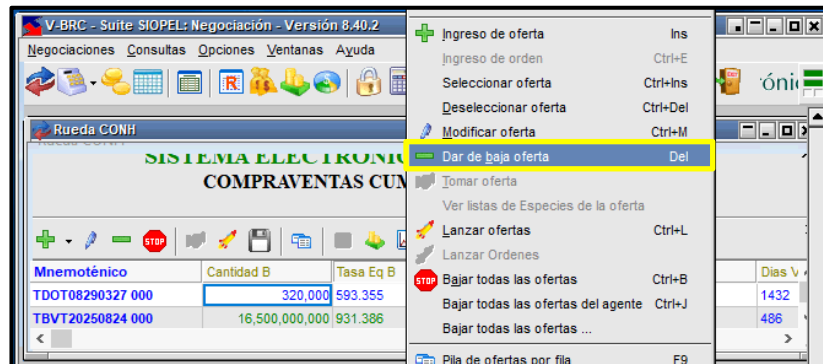 V-BRC - Suite SIOPEL: Negociación - Versión 8.40.2
Negociaciones Consultas Opciones Ventanas Ayuda
Rueda CONH
COMPRAVENTAS
STOP
Mnemoténico Cantidad B Tasa Eq B Dias
TDOT08290327 000 320,000 593.355 1432
TBVT20250824 000 16,500,000,000 931.386 486
Ingreso de oferta Ins
Ingreso de orden Ctrl+E
Seleccionar oferta Ctrl+Ins
Deseleccionar oferta Ctrl+Del
Modificar oferta Ctrl+M
Dar de baja oferta Del
Tomar oferta
Ver listas de Especies de la oferta
Lanzar ofertas Ctrl+L
Lanzar Ordenes
STOP Bajar todas las ofertas Ctrl+B
Bajar todas las ofertas del agente Ctrl+J
Bajar todas las ofertas ...
Pila de ofertas por fila F9